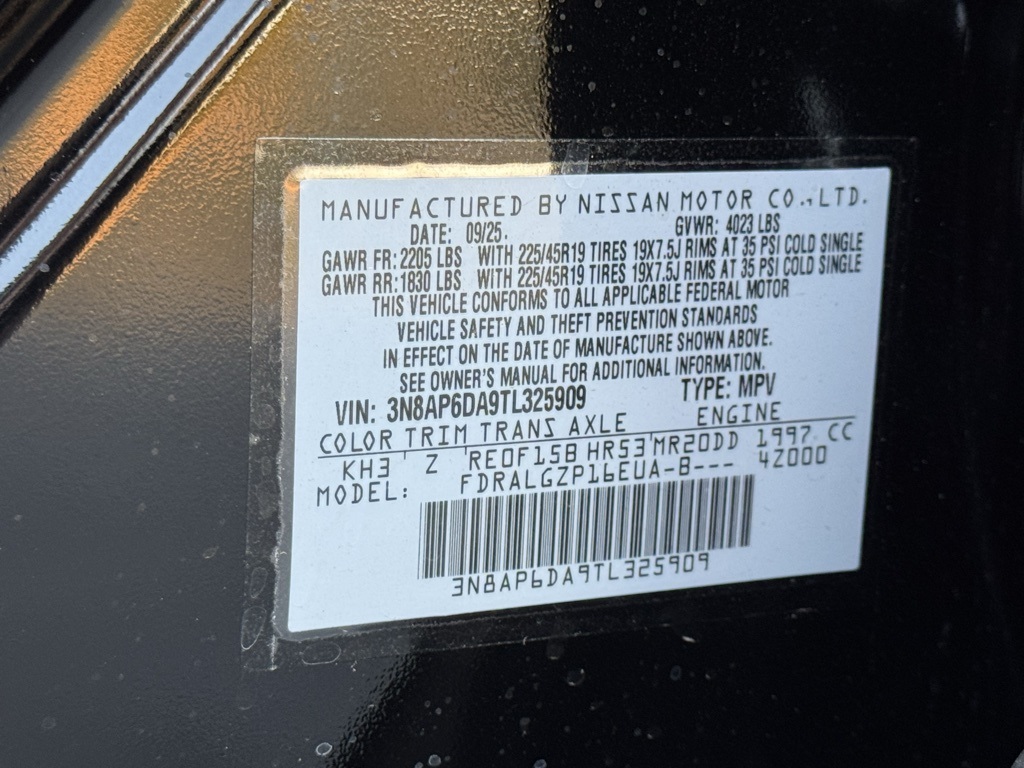 MANUFACTURED BY NISSAN MOTOR CO., LTD.
DATE: 09/25. GVWR: 4023 LBS
GAWR FR: 2205 LBS WITH 225/45R19 TIRES 19X7.5J RIMS AT 35 PSI COLD SINGLE
GAWR RR: 1830 LBS WITH 225/45R19 TIRES 19X7.5J RIMS AT 35 PSI COLD SINGLE
THIS VEHICLE CONFORMS TO ALL APPLICABLE FEDERAL MOTOR
VEHICLE SAFETY AND THEFT PREVENTION STANDARDS
IN EFFECT ON THE DATE OF MANUFACTURE SHOWN ABOVE.
SEE OWNER'S MANUAL FOR ADDITIONAL INFORMATION.
VIN: 3N8AP6DA9TL325909 TYPE: MPV
COLOR TRIM TRANS AXLE ENGINE
KH3 Z RE0F15B HR53 MR20DD 1997 CC
MODEL: FDRALGZP16EUA-B--- 4Z000
3N8AP6DA9TL325909